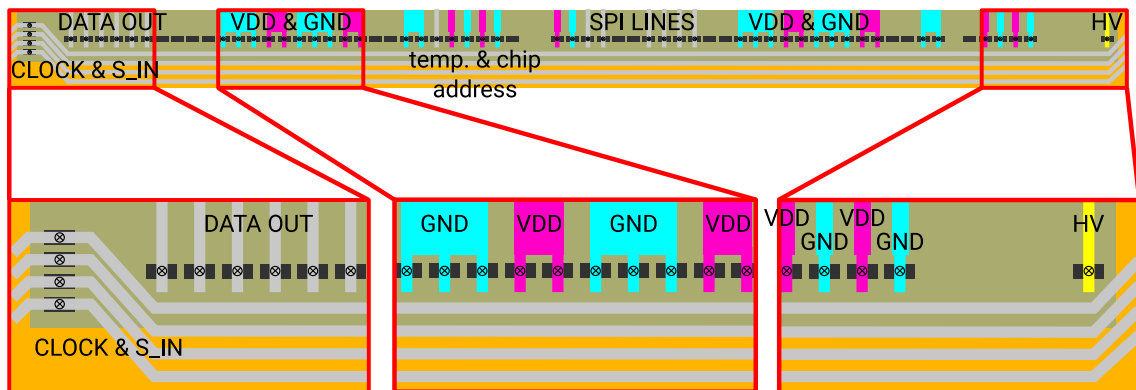 DATA OUT
VDD & GND
SPI LINES
VDD & GND
HV
CLOCK & S_IN
temp. & chip
address
DATA OUT
CLOCK & S_IN
GND
VDD
GND
VDD
VDD
GND
VDD
GND
HV